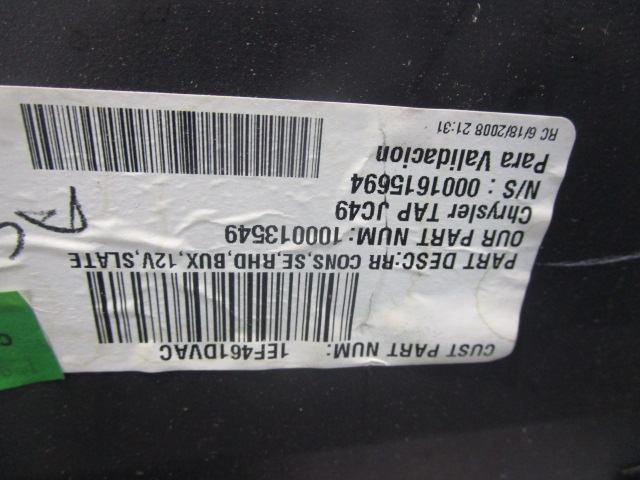 CUST PART NUM: 1EF461DVAC
PART DESC:RR CONS,SE,RHD,BUX,12V,SLATE
OUR PART NUM:100013549
Chrysler TAP JC49
N/S : 0001615694
Para Validacion
RC 6/18/2008 21:31